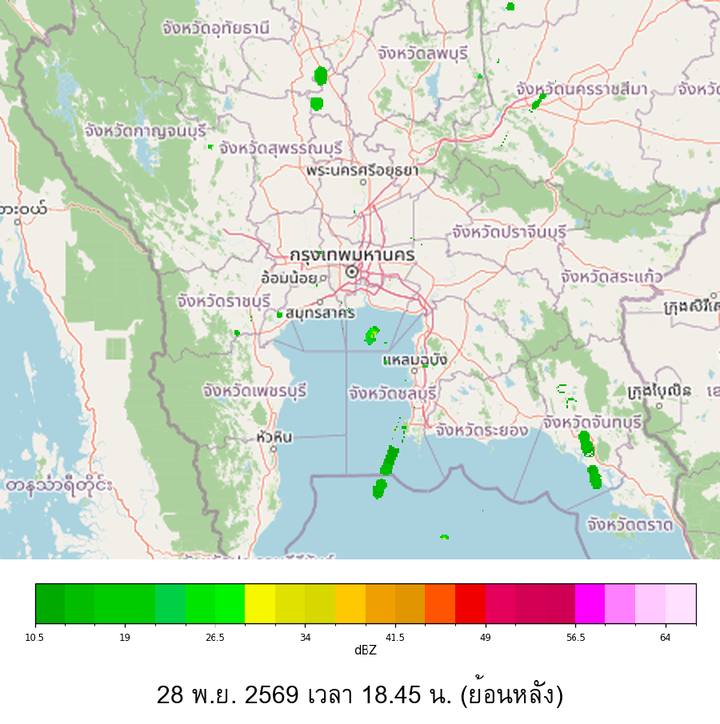 จังหวัดอุทัยธานี
จังหวัดลพบุรี
จังหวัดนครราชสีมา
จังหวัดกาญจนบุรี
จังหวัดสุพรรณบุรี
พระนครศรีอยุธยา
จังหวัดปราจีนบุรี
กรุงเทพมหานคร
อ้อมน้อย
จังหวัดสระแก้ว
จังหวัดราชบุรี
สมุทรสาคร
แหลมฉบัง
จังหวัดเพชรบุรี
จังหวัดชลบุรี
จังหวัดจันทบุรี
จังหวัดระยอง
หัวหิน
တနင်္သာရီတိုင်း
จังหวัดตราด
10.5 19 26.5 34 41.5 49 56.5 64
dBZ
28 พ.ย. 2569 เวลา 18.45 น. (ย้อนหลัง)